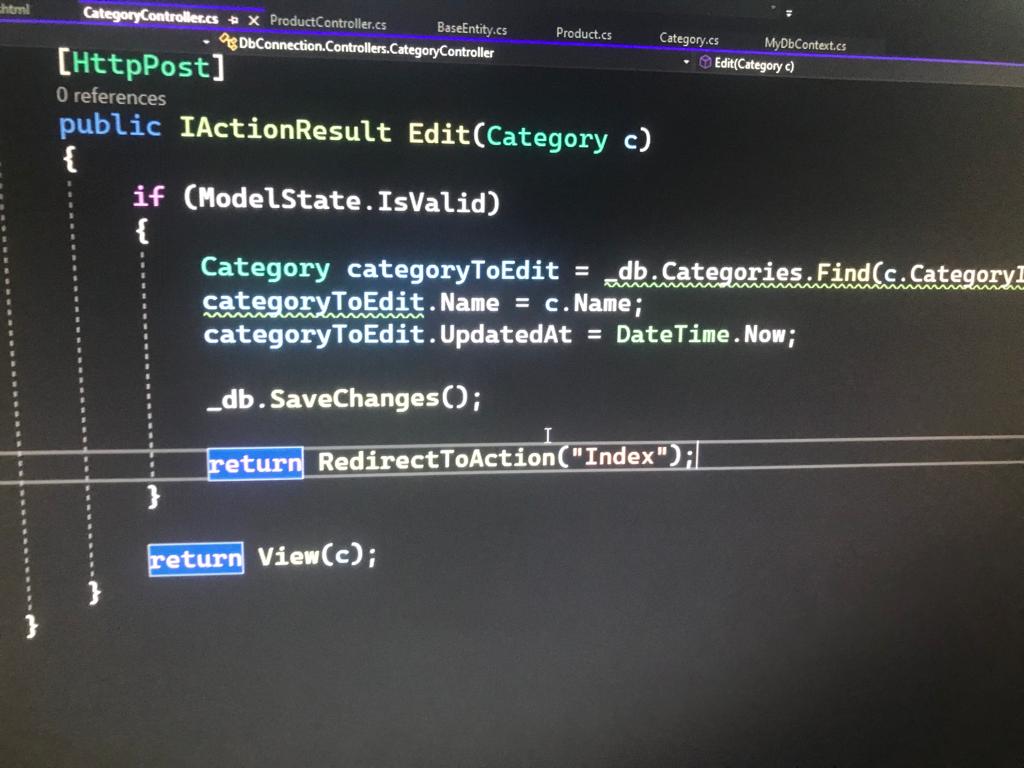 html
CategoryController.cs
ProductController.cs
BaseEntity.cs
Product.cs
Category.cs
MyDbContext.cs
DbConnection.Controllers.CategoryController
Edit(Category c)
[HttpPost]
0 references
public IActionResult Edit(Category c)
{
if (ModelState.IsValid)
{
Category categoryToEdit = _db.Categories.Find(c.CategoryI
categoryToEdit.Name = c.Name;
categoryToEdit.UpdatedAt = DateTime.Now;
_db.SaveChanges();
return RedirectToAction("Index");
}
return View(c);
}
}